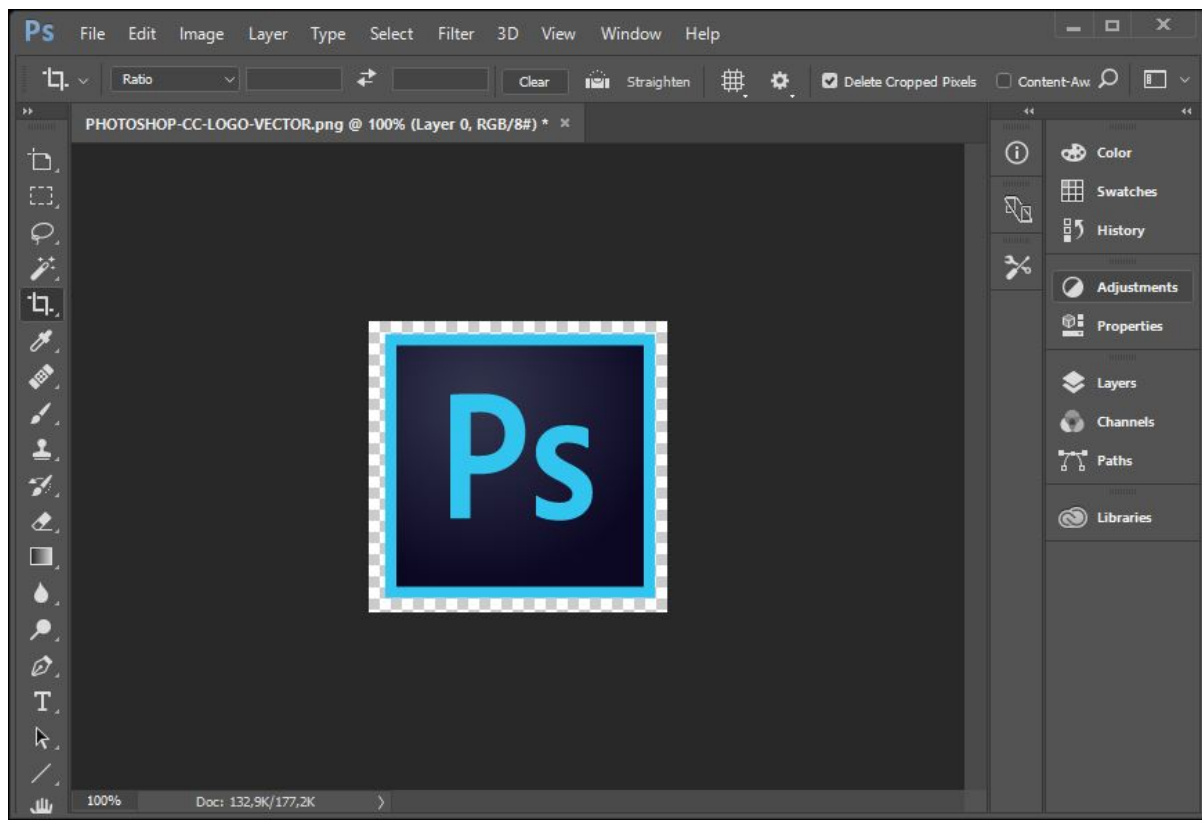 Ps File Edit Image Layer Type Select Filter 3D View Window Help
Ratio Clear Straighten Delete Cropped Pixels Content-Aw
PHOTOSHOP-CC-LOGO-VECTOR.png @ 100% (Layer 0, RGB/8#) *
Color
Swatches
History
Adjustments
Properties
Layers
Channels
Paths
Libraries
Ps
T
100% Doc: 132,9K/177,2K